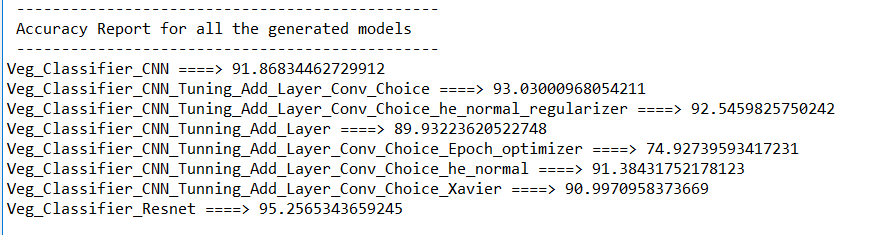 -----------------------------------------------
Accuracy Report for all the generated models
-----------------------------------------------
Veg_Classifier_CNN ====> 91.86834462729912
Veg_Classifier_CNN_Tuning_Add_Layer_Conv_Choice ====> 93.03000968054211
Veg_Classifier_CNN_Tunning_Add_Layer_Conv_Choice_he_normal_regularizer ====> 92.5459825750242
Veg_Classifier_CNN_Tunning_Add_Layer ====> 89.93223620522748
Veg_Classifier_CNN_Tunning_Add_Layer_Conv_Choice_Epoch_optimizer ====> 74.92739593417231
Veg_Classifier_CNN_Tunning_Add_Layer_Conv_Choice_he_normal ====> 91.38431752178123
Veg_Classifier_CNN_Tunning_Add_Layer_Conv_Choice_Xavier ====> 90.9970958373669
Veg_Classifier_Resnet ====> 95.2565343659245